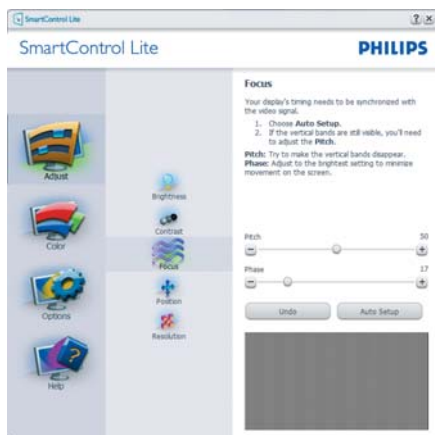 SmartControl Lite
SmartControl Lite
PHILIPS
Adjust
Color
Options
Help
Brightness
Contrast
Focus
Position
Resolution
Focus
Your display's timing needs to be synchronized with
the video signal.
1. Choose Auto Setup.
2. If the vertical bands are still visible, you'll need
to adjust the Pitch.
Pitch: Try to make the vertical bands disappear.
Phase: Adjust to the brightest setting to minimize
movement on the screen.
Pitch 50
Phase 17
Undo Auto Setup